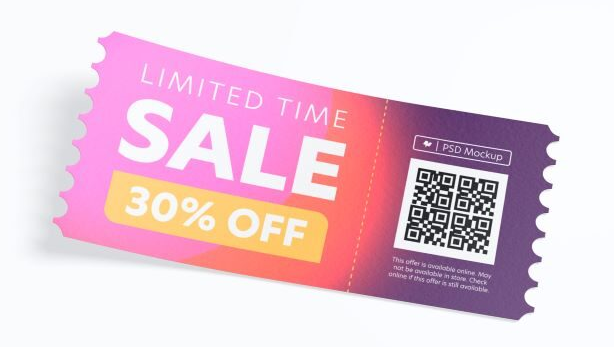 LIMITED TIME
SALE
30% OFF
PSD Mockup
This offer is available online. May
not be available in store. Check
online if this offer is still available.